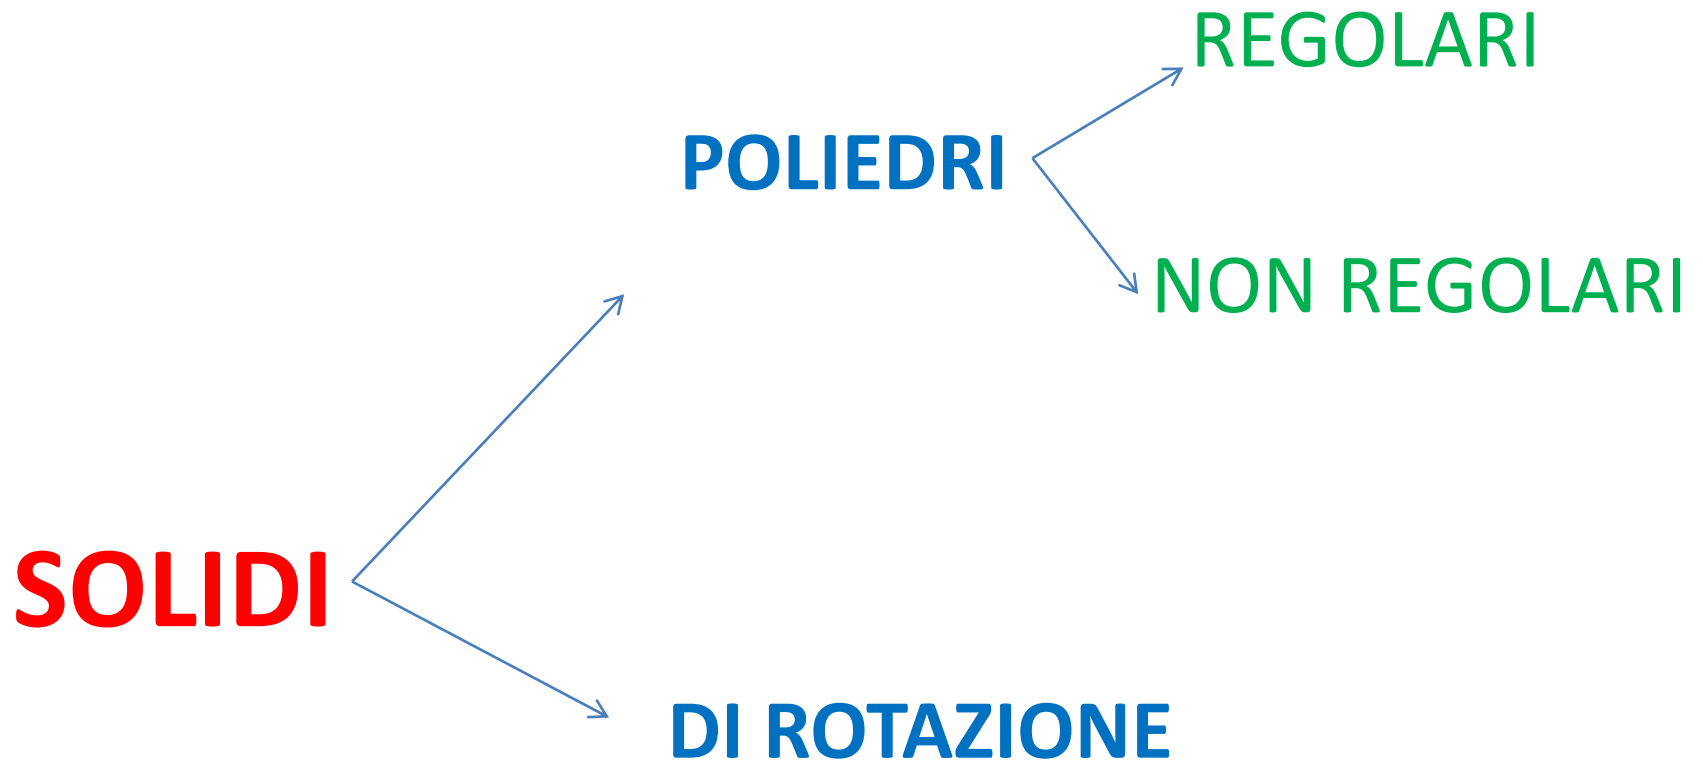 REGOLARI
POLIEDRI
NON REGOLARI
SOLIDI
DI ROTAZIONE